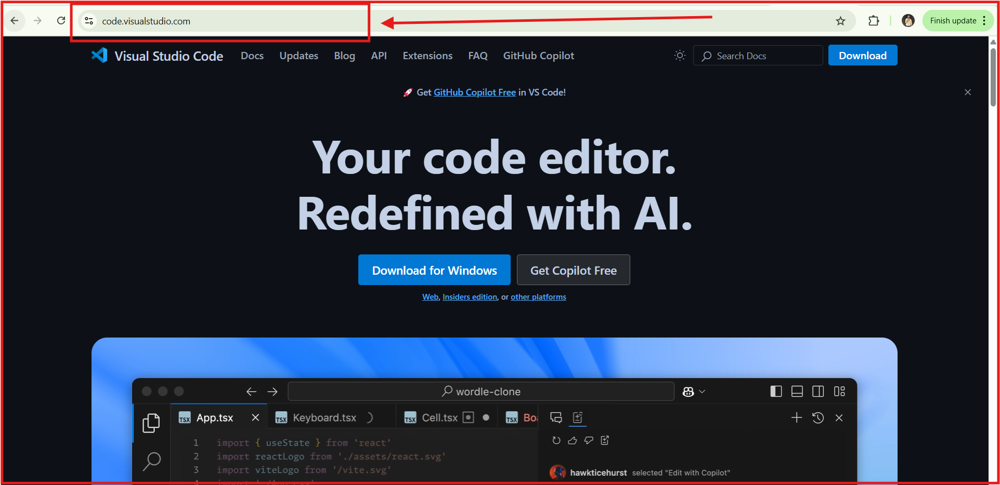 code.visualstudio.com
Finish update
Visual Studio Code Docs Updates Blog API Extensions FAQ GitHub Copilot Search Docs Download
🚀 Get GitHub Copilot Free in VS Code!
Your code editor.
Redefined with AI.
Download for Windows Get Copilot Free
Web, Insiders edition, or other platforms
wordle-clone
TSX App.tsx TSX Keyboard.tsx TSX Cell.tsx TSX
1 import { useState } from 'react'
2 import reactLogo from './assets/react.svg'
3 import viteLogo from '/vite.svg'
hawkticehurst selected "Edit with Copilot"